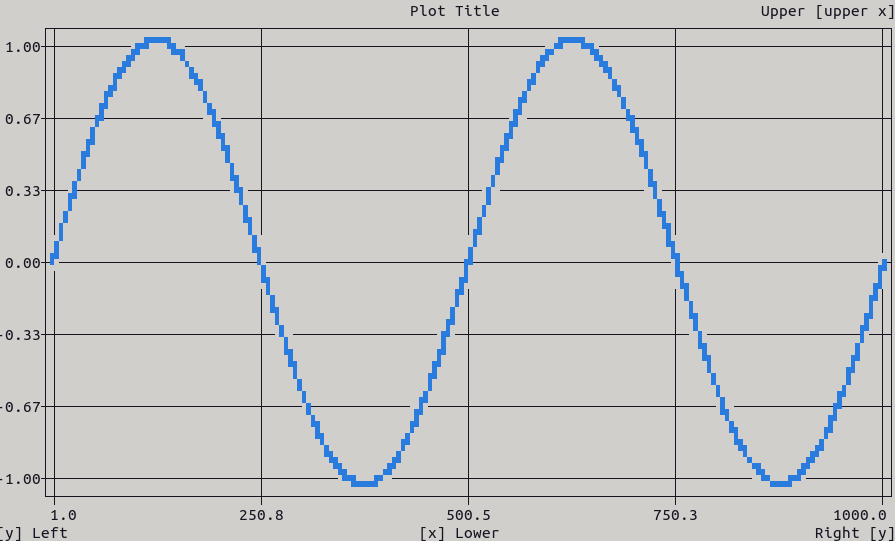 Plot Title Upper [upper x]
1.00
0.67
0.33
0.00
-0.33
-0.67
-1.00
1.0 250.8 500.5 750.3 1000.0
[y] Left [x] Lower Right [y]